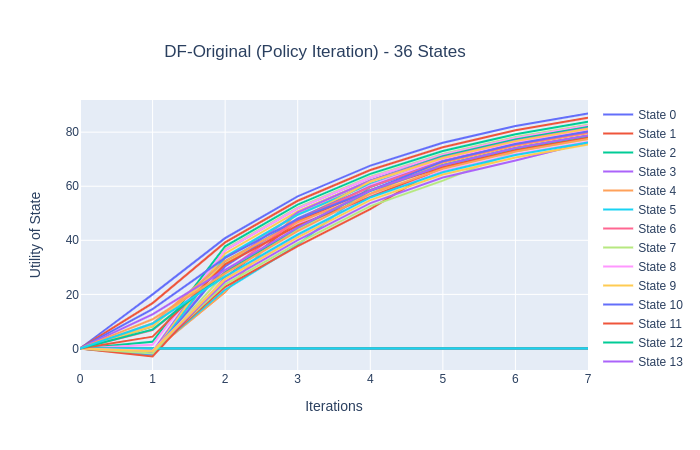 DF-Original (Policy Iteration) - 36 States
Utility of State
80
60
40
20
0
0 1 2 3 4 5 6 7
Iterations
State 0
State 1
State 2
State 3
State 4
State 5
State 6
State 7
State 8
State 9
State 10
State 11
State 12
State 13